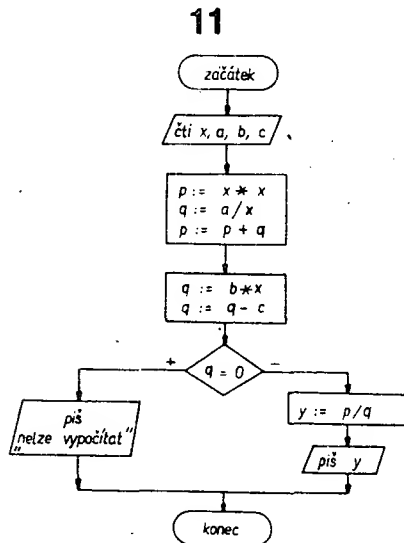 11
začátek
čti x, a, b, c
p := x * x
q := a / x
p := p + q
q := b * x
q := q - c
+
q = 0
-
piš
„nelze vypočítat"
y := p / q
piš y
konec